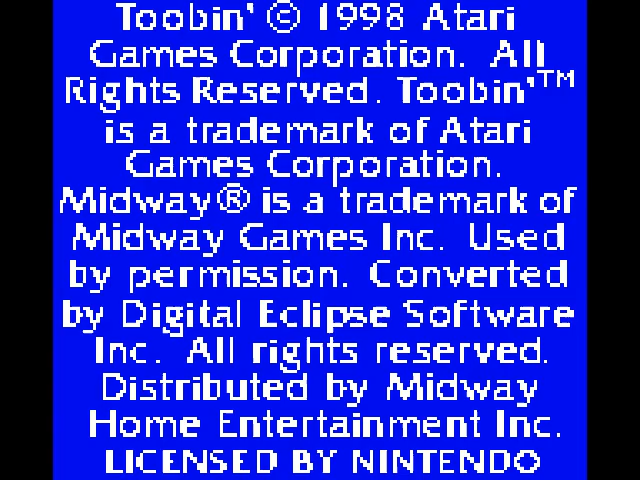 Toobin' © 1998 Atari
Games Corporation. All
Rights Reserved. Toobin'™
is a trademark of Atari
Games Corporation.
Midway® is a trademark of
Midway Games Inc. Used
by permission. Converted
by Digital Eclipse Software
Inc. All rights reserved.
Distributed by Midway
Home Entertainment Inc.
LICENSED BY NINTENDO